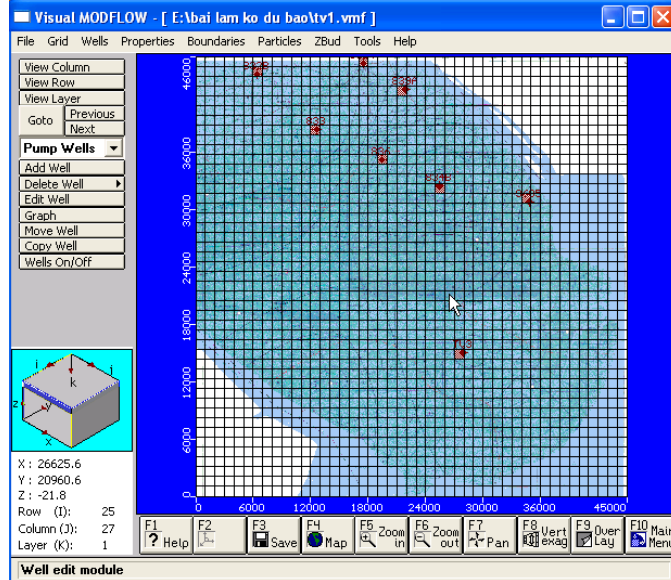 Visual MODFLOW - [ E:\bai lam ko du bao\tv1.vmf ]
File Grid Wells Properties Boundaries Particles ZBud Tools Help
View Column
View Row
View Layer
Goto Previous
Next
Pump Wells
Add Well
Delete Well
Edit Well
Graph
Move Well
Copy Well
Wells On/Off
46000
36000
30000
24000
18000
12000
6000
0
839A
833
834B
0 6000 12000 18000 24000 30000 36000 45000
i
j
k
z
y
x
X : 26625.6
Y : 20960.6
Z : -21.8
Row (I): 25
Column (J): 27
Layer (K): 1
F1 ? Help
F2
F3 Save
F4 Map
F5 Zoom in
F6 Zoom out
F7 Pan
F8 Vert exag
F9 Over Lay
F10 Main Menu
Well edit module